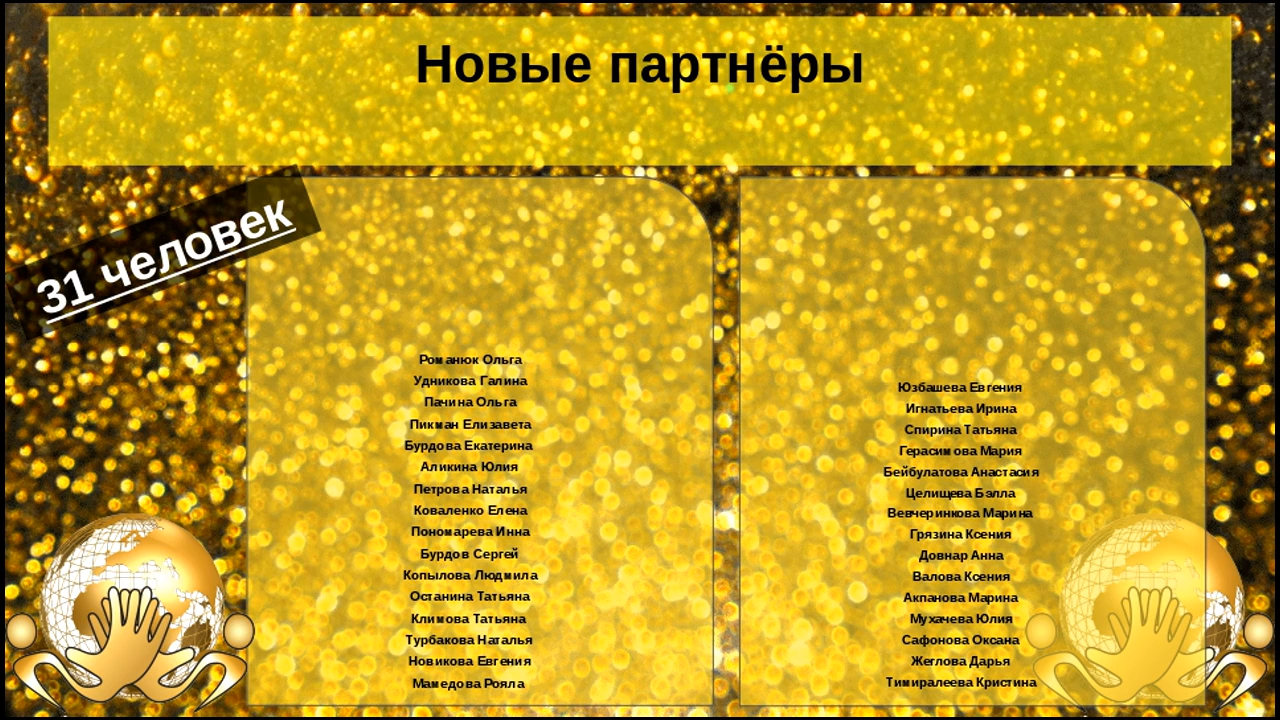 Новые партнёры
31 человек
Романюк Ольга
Удникова Галина
Пачина Ольга
Пикман Елизавета
Бурдова Екатерина
Аликина Юлия
Петрова Наталья
Коваленко Елена
Пономарева Инна
Бурдов Сергей
Копылова Людмила
Останина Татьяна
Климова Татьяна
Турбакова Наталья
Новикова Евгения
Мамедова Рояла
Юзбашева Евгения
Игнатьева Ирина
Спирина Татьяна
Герасимова Мария
Бейбулатова Анастасия
Целищева Бэлла
Вевчеринкова Марина
Грязина Ксения
Довнар Анна
Валова Ксения
Акпанова Марина
Мухачева Юлия
Сафонова Оксана
Жеглова Дарья
Тимиралеева Кристина